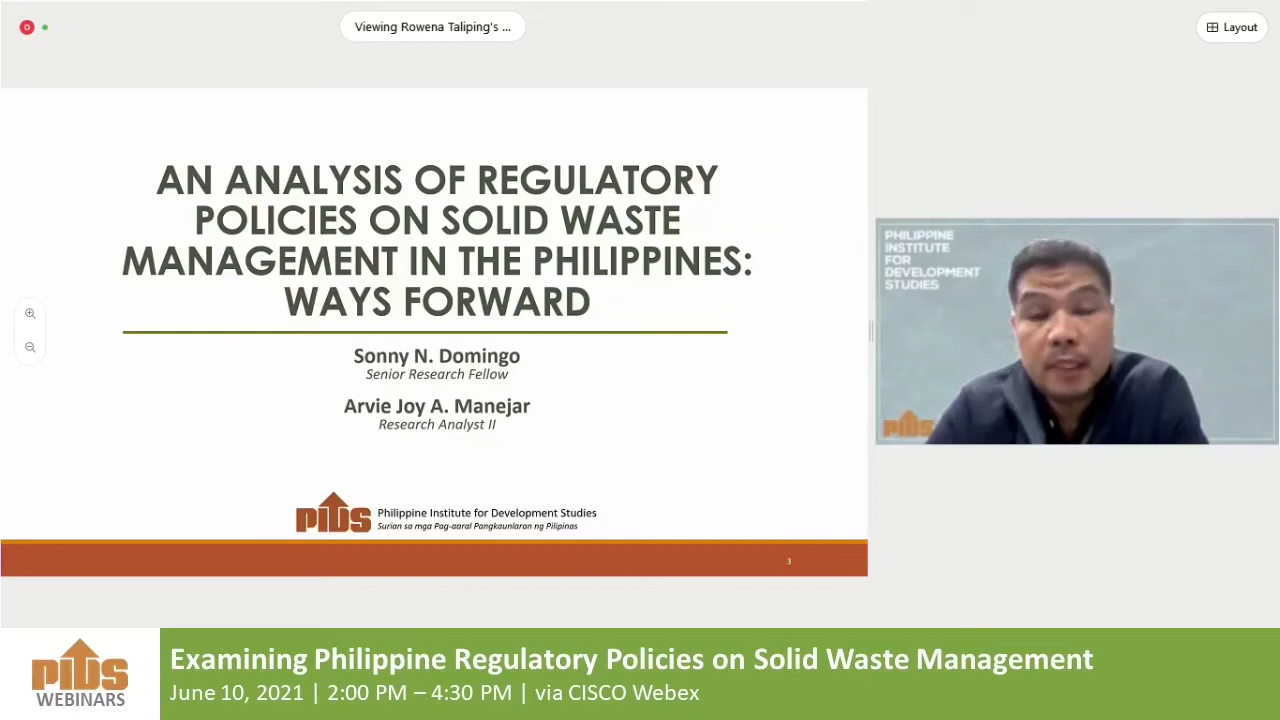 Viewing Rowena Taliping's ...
Layout
AN ANALYSIS OF REGULATORY
POLICIES ON SOLID WASTE
MANAGEMENT IN THE PHILIPPINES:
WAYS FORWARD
Sonny N. Domingo
Senior Research Fellow
Arvie Joy A. Manejar
Research Analyst II
PIDS
Philippine Institute for Development Studies
Surian sa mga Pag-aaral Pangkaunlaran ng Pilipinas
3
PHILIPPINE
INSTITUTE
FOR
DEVELOPMENT
STUDIES
PIDS
PIDS
WEBINARS
Examining Philippine Regulatory Policies on Solid Waste Management
June 10, 2021 | 2:00 PM – 4:30 PM | via CISCO Webex